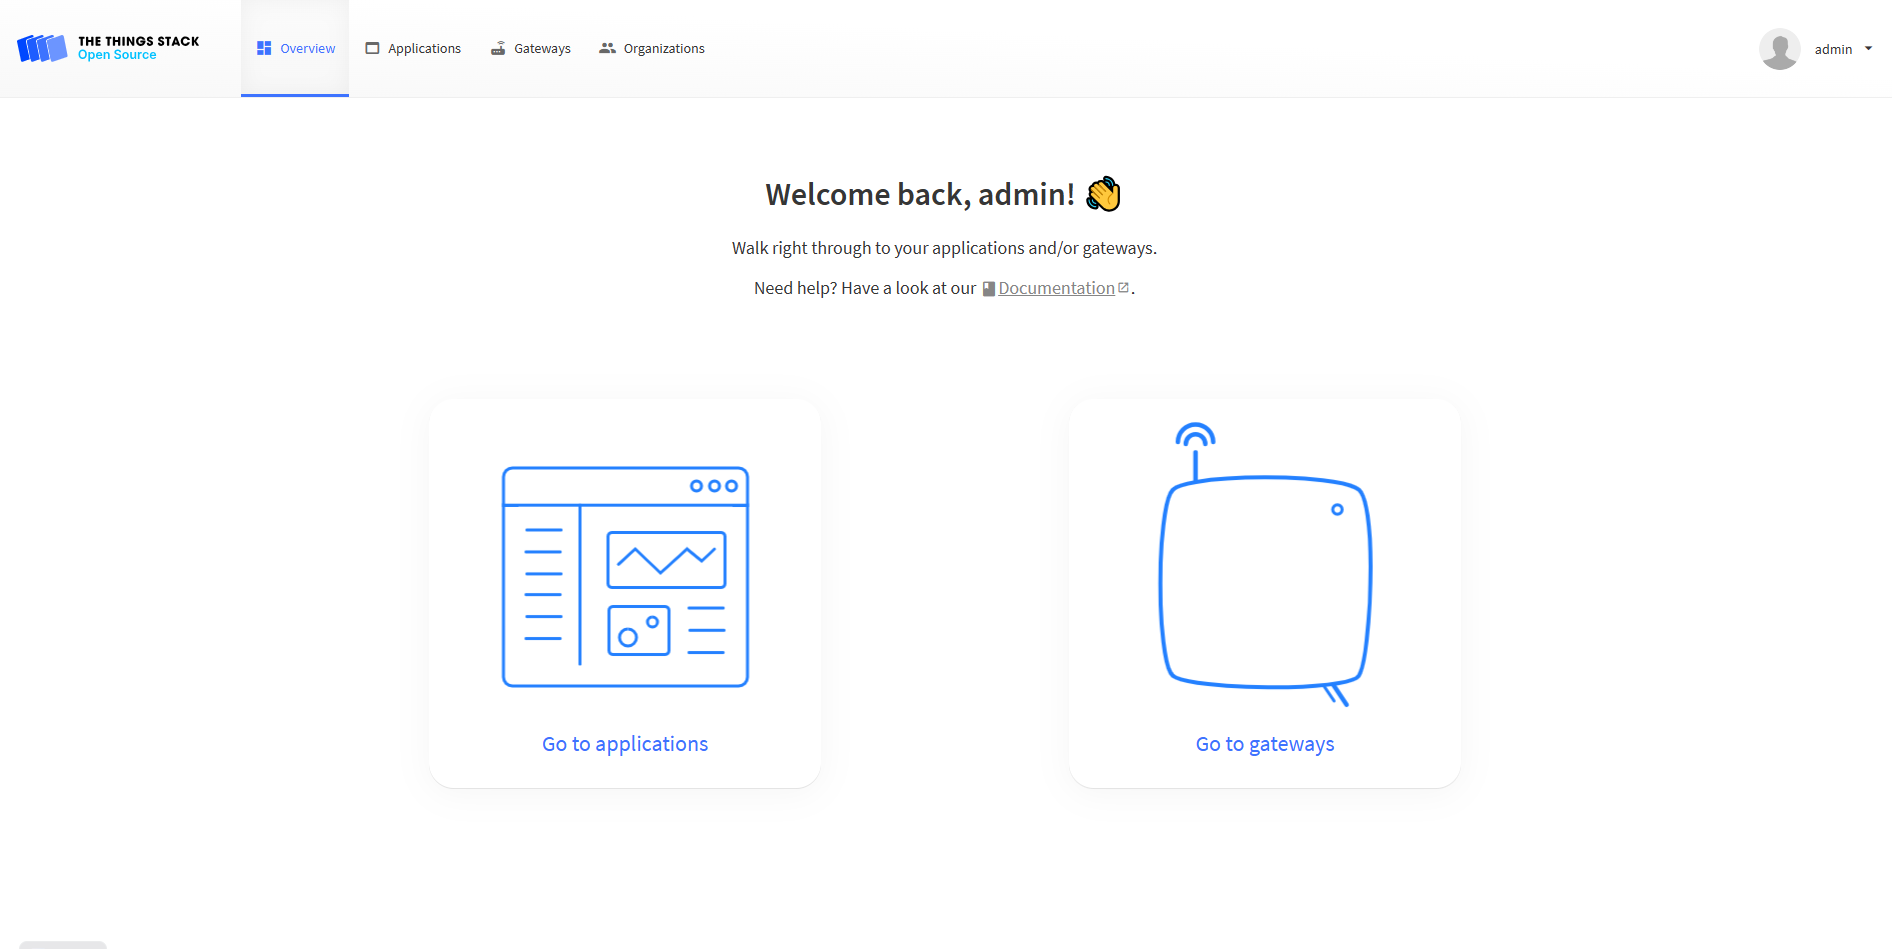 THE THINGS STACK
Open Source
Overview
Applications
Gateways
Organizations
admin
Welcome back, admin! 👋
Walk right through to your applications and/or gateways.
Need help? Have a look at our Documentation.
Go to applications
Go to gateways